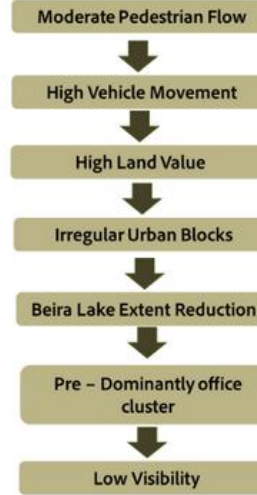 Moderate Pedestrian Flow
High Vehicle Movement
High Land Value
Irregular Urban Blocks
Beira Lake Extent Reduction
Pre – Dominantly office
cluster
Low Visibility